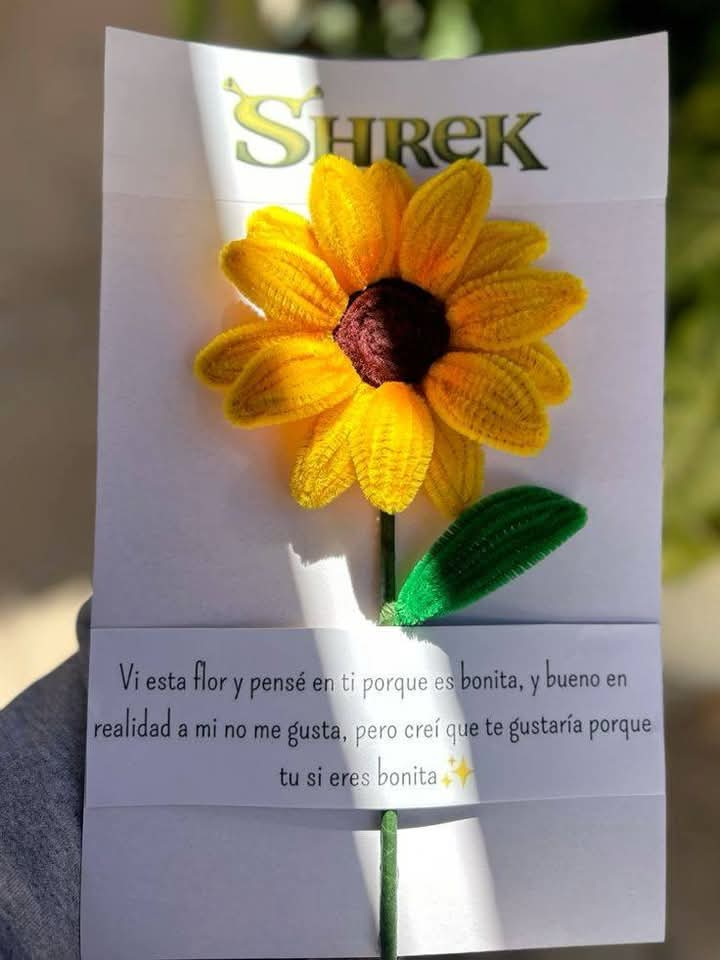 SHREK
Vi esta flor y pensé en ti porque es bonita, y bueno en
realidad a mi no me gusta, pero creí que te gustaría porque
tu si eres bonita ✨